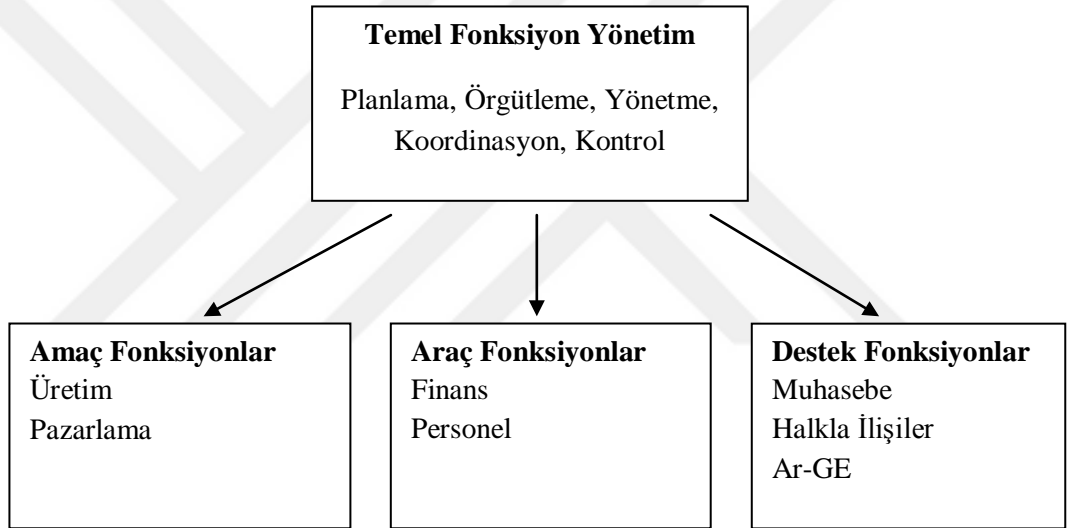 Temel Fonksiyon Yönetim
Planlama, Örgütleme, Yönetme,
Koordinasyon, Kontrol
Amaç Fonksiyonlar
Üretim
Pazarlama
Araç Fonksiyonlar
Finans
Personel
Destek Fonksiyonlar
Muhasebe
Halkla İlişiler
Ar-GE